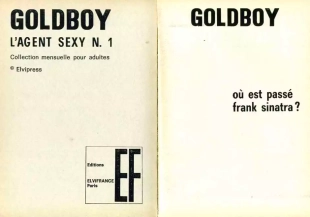 GOLDBOY
L'AGENT SEXY N. 1
Collection mensuelle pour adultes
© Elvipress
Editions
ELVIFRANCE
Paris
EF
GOLDBOY
où est passé
frank sinatra?